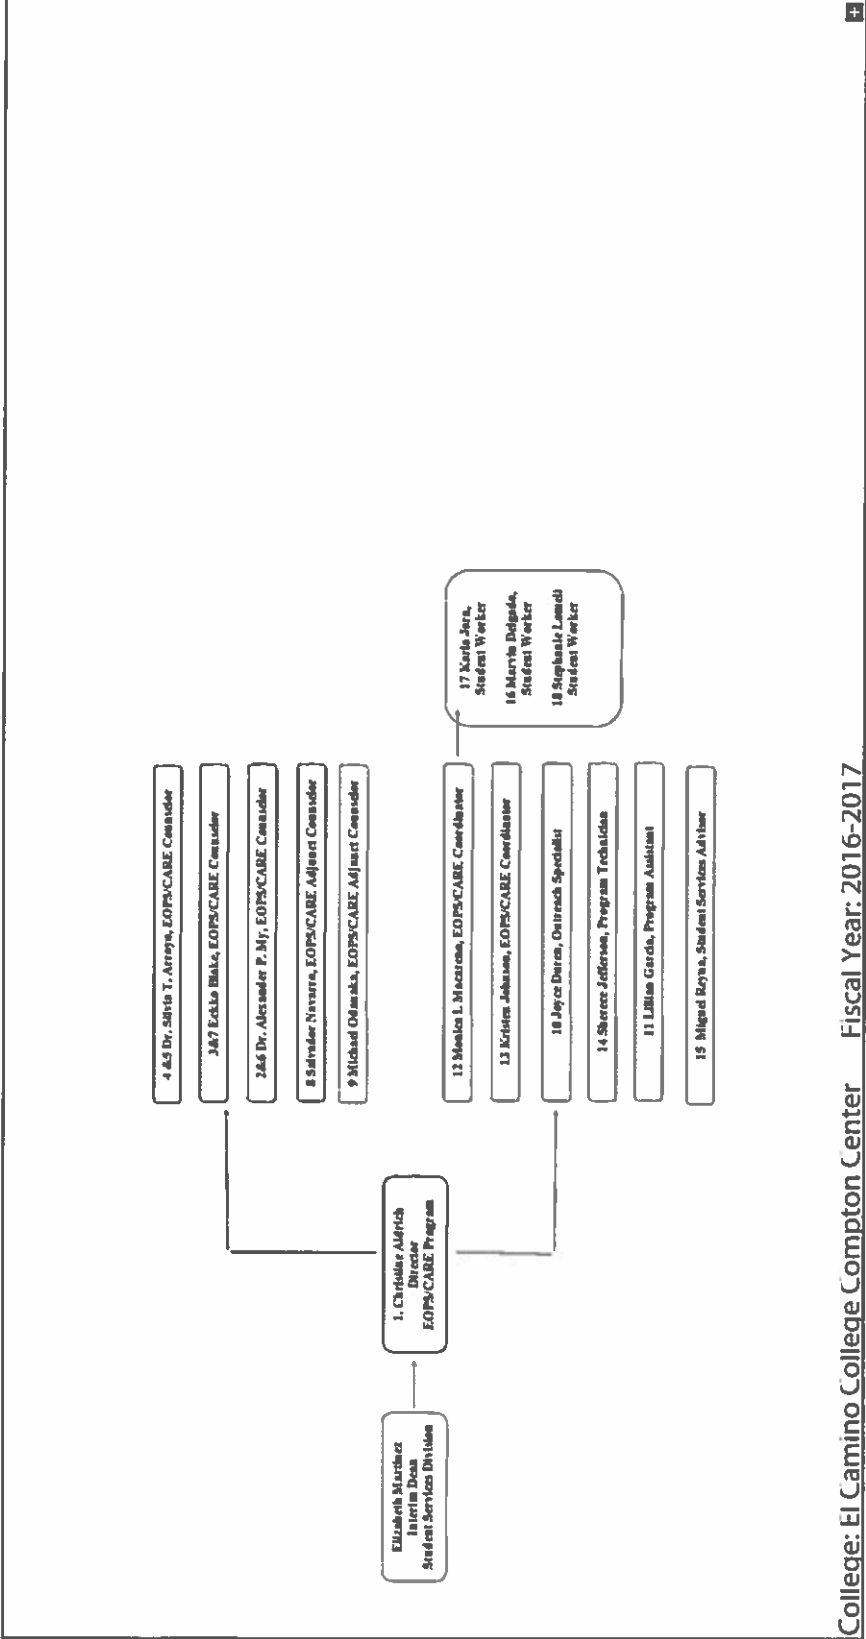 College: El Camino College Compton Center Fiscal Year: 2016-2017
Elizabeth Martinez
Interim Dean
Student Services Division
1. Christine Aldrich
Director
EOPS/CARE Program
4 &5 Dr. Silvia T. Arroyo, EOPS/CARE Counselor
3&7 Eckko Blake, EOPS/CARE Counselor
2&6 Dr. Alexander P. My, EOPS/CARE Counselor
8 Salvador Navarra, EOPS/CARE Adjunct Counselor
9 Michael Odanaka, EOPS/CARE Adjunct Counselor
12 Monica L. Macareno, EOPS/CARE Coordinator
13 Kristen Johnson, EOPS/CARE Coordinator
10 Joyce Duren, Outreach Specialist
14 Sherece Jefferson, Program Technician
11 Lillian Garcia, Program Assistant
15 Miguel Reyna, Student Services Advisor
17 Karla Jara,
Student Worker
16 Marvin Delgado,
Student Worker
18 Stephanie Lomeli
Student Worker